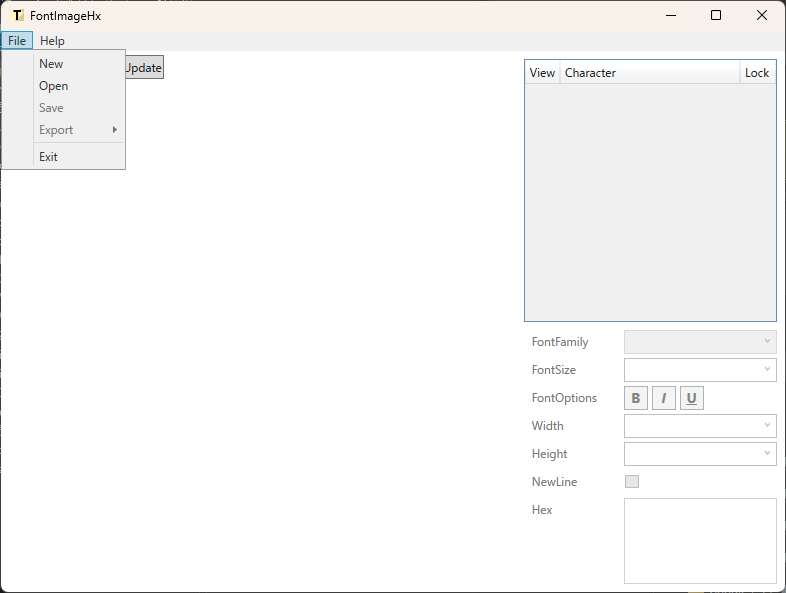 FontImageHx
File Help
New
Update
Open
Save
Export
Exit
View Character Lock
FontFamily
FontSize
FontOptions B I U
Width
Height
NewLine
Hex